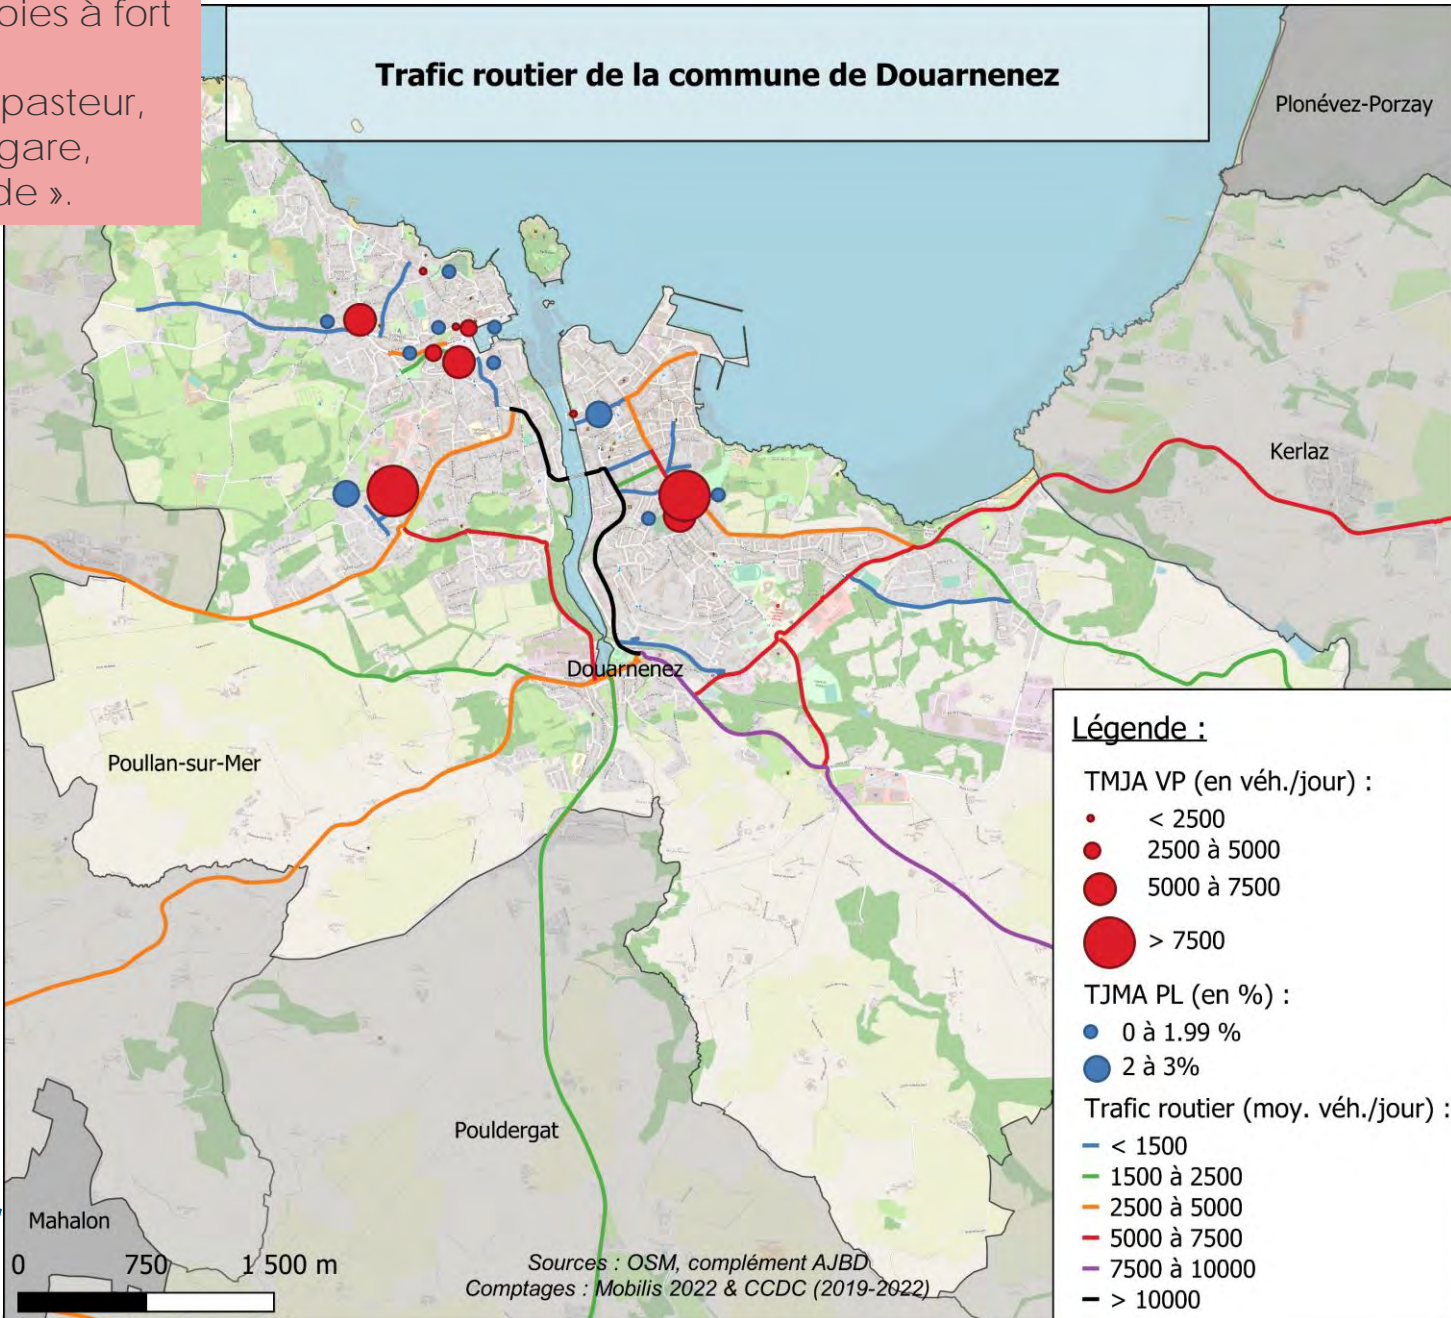 oies à fort
pasteur,
gare,
de ».
Trafic routier de la commune de Douarnenez
Plonévez-Porzay
Kerlaz
Douarnenez
Poullan-sur-Mer
Pouldergat
Mahalon
0 750 1 500 m
Sources : OSM, complément AJBD
Comptages : Mobilis 2022 & CCDC (2019-2022)
Légende :
TMJA VP (en véh./jour) :
< 2500
2500 à 5000
5000 à 7500
> 7500
TJMA PL (en %) :
0 à 1.99 %
2 à 3%
Trafic routier (moy. véh./jour) :
< 1500
1500 à 2500
2500 à 5000
5000 à 7500
7500 à 10000
> 10000